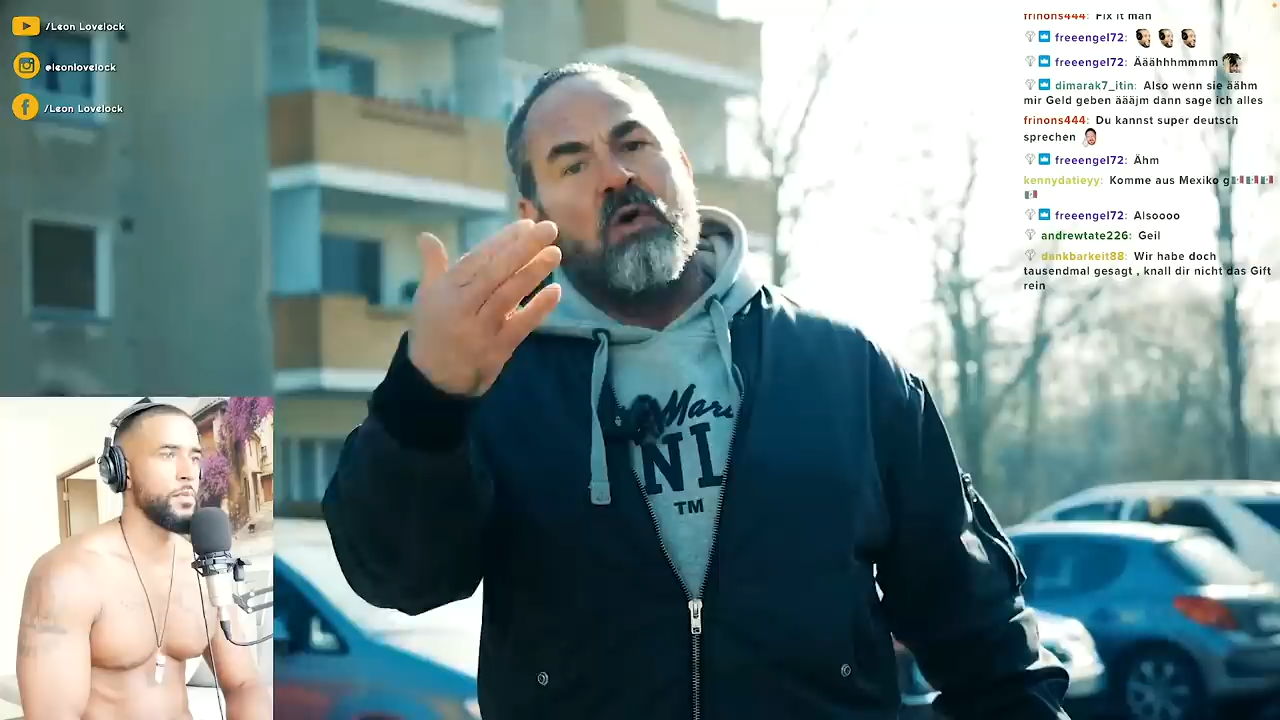 /Leon Lovelock
@leonlovelock
/Leon Lovelock
frinons444: Fix it man
freeengel72:
freeengel72: Ääähhmmmm
dimarak7_itin: Also wenn sie äähm
mir Geld geben äääjm dann sage ich alles
frinons444: Du kannst super deutsch
sprechen
freeengel72: Ähm
kennydatieyy: Komme aus Mexiko g
freeengel72: Alsoooo
andrewtate226: Geil
dankbarkeit88: Wir habe doch
tausendmal gesagt , knall dir nicht das Gift
rein
NI
TM